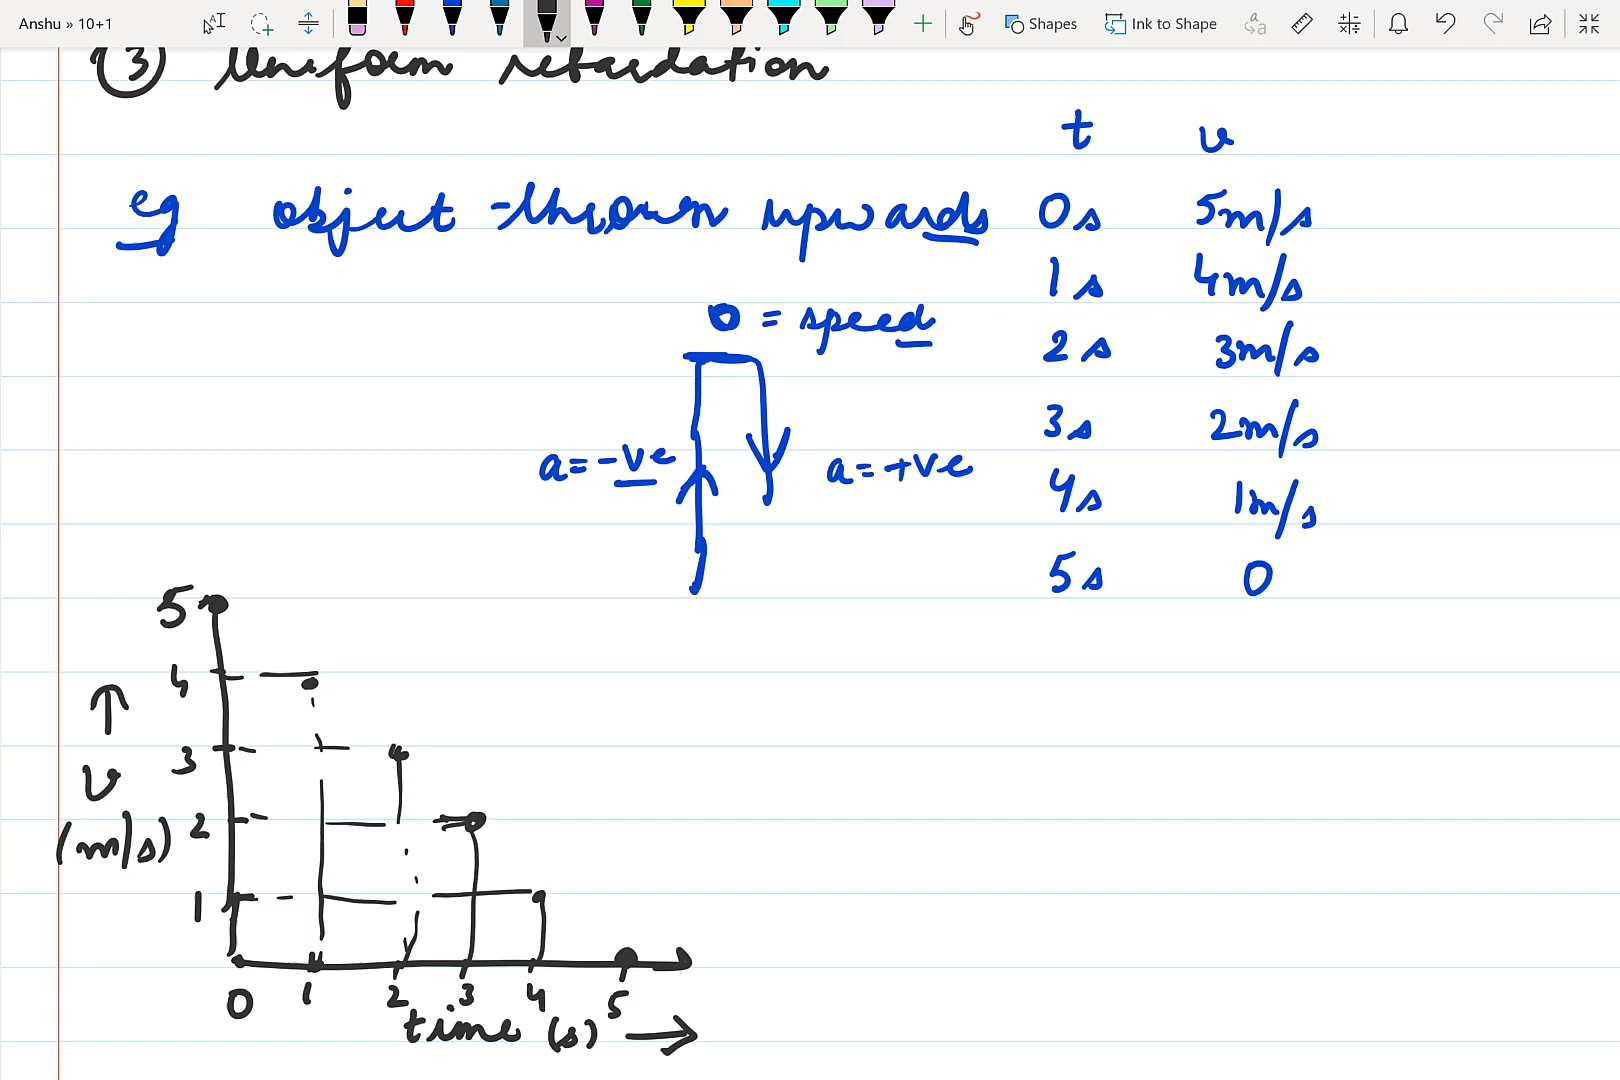 Anshu » 10+1
Shapes
Ink to Shape
③ Uniform retardation
t v
eg object thrown upwards
0s 5m/s
1s 4m/s
0 = speed
2s 3m/s
3s 2m/s
a = -ve
a = +ve
4s 1m/s
5s 0
5
4
3
2
1
v
(m/s)
0 1 2 3 4 5
time (s)